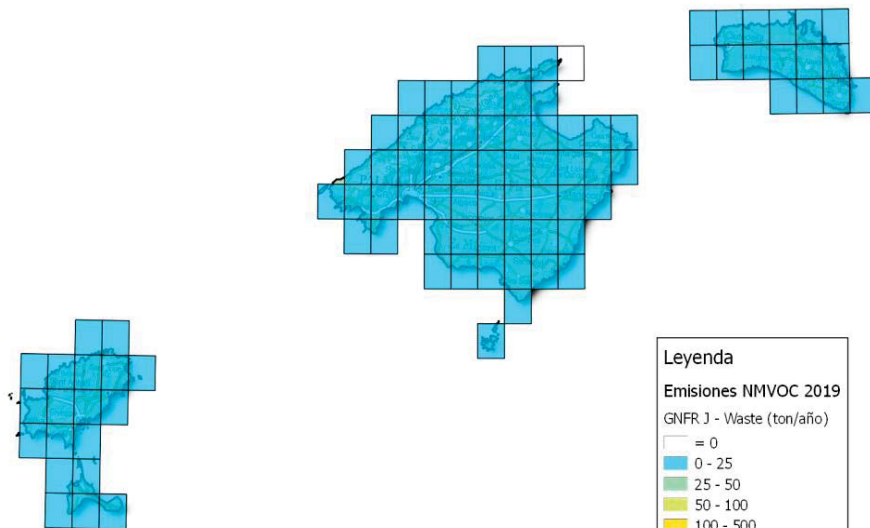 Leyenda
Emisiones NMVOC 2019
GNFR J - Waste (ton/año)
= 0
0 - 25
25 - 50
50 - 100
100 - 500